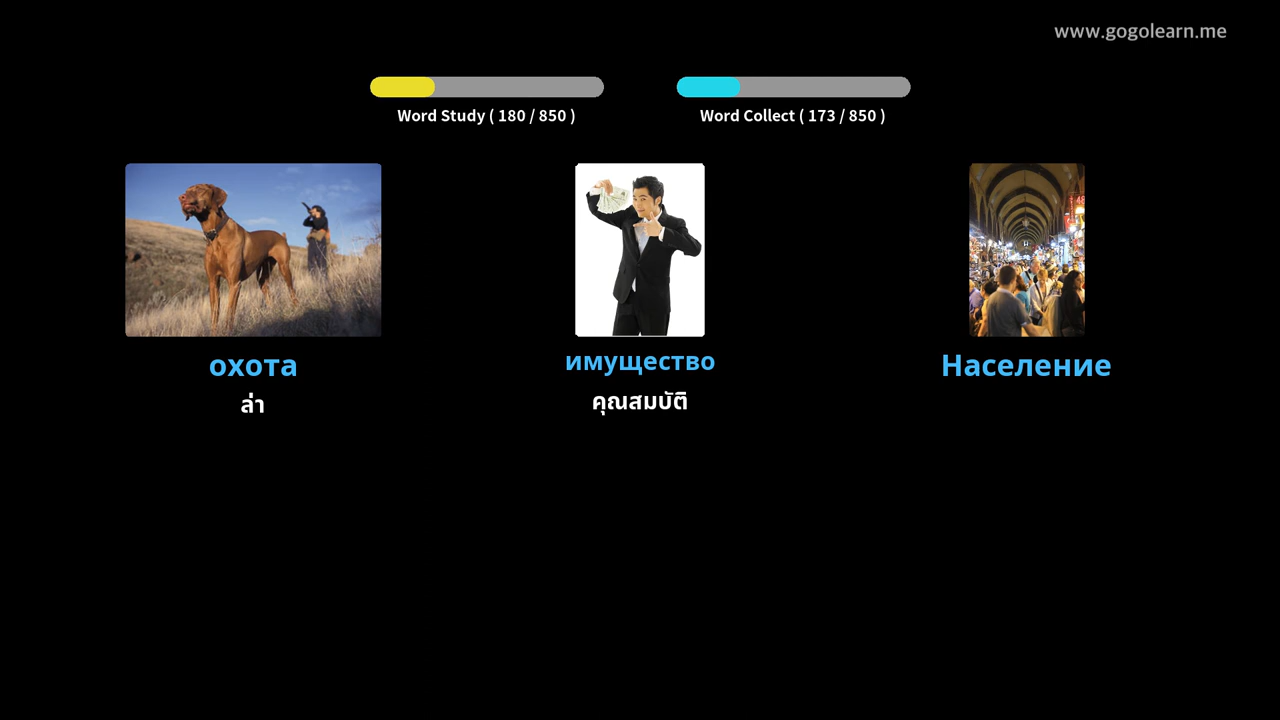 www.gogolearn.me
Word Study ( 180 / 850 )
Word Collect ( 173 / 850 )
охота
ล่า
имущество
คุณสมบัติ
Население